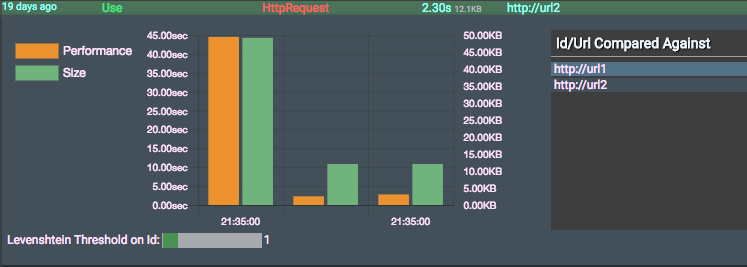 19 days ago Use HttpRequest 2.30s 12.1KB http://url2
Performance
Size
45.00sec
40.00sec
35.00sec
30.00sec
25.00sec
20.00sec
15.00sec
10.00sec
5.00sec
0.00sec
50.00KB
45.00KB
40.00KB
35.00KB
30.00KB
25.00KB
20.00KB
15.00KB
10.00KB
5.00KB
0.00KB
21:35:00 21:35:00
Id/Url Compared Against
http://url1
http://url2
Levenshtein Threshold on Id: 1